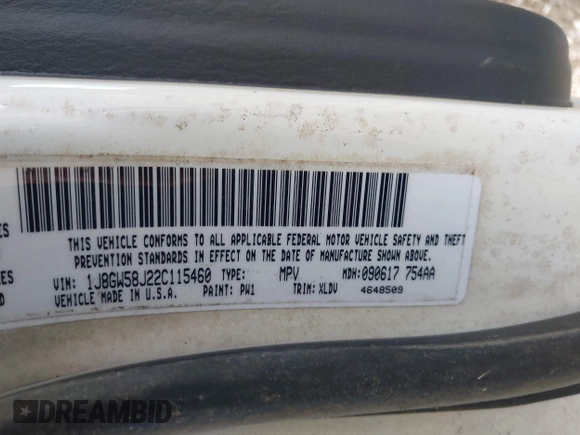 THIS VEHICLE CONFORMS TO ALL APPLICABLE FEDERAL MOTOR VEHICLE SAFETY AND THEFT
PREVENTION STANDARDS IN EFFECT ON THE DATE OF MANUFACTURE SHOWN ABOVE.
VIN: 1J8GW58J22C115460 TYPE: MPV MDH:090617 754AA
VEHICLE MADE IN U.S.A. PAINT: PW1 TRIM: XLDV 4648509
DREAMBID